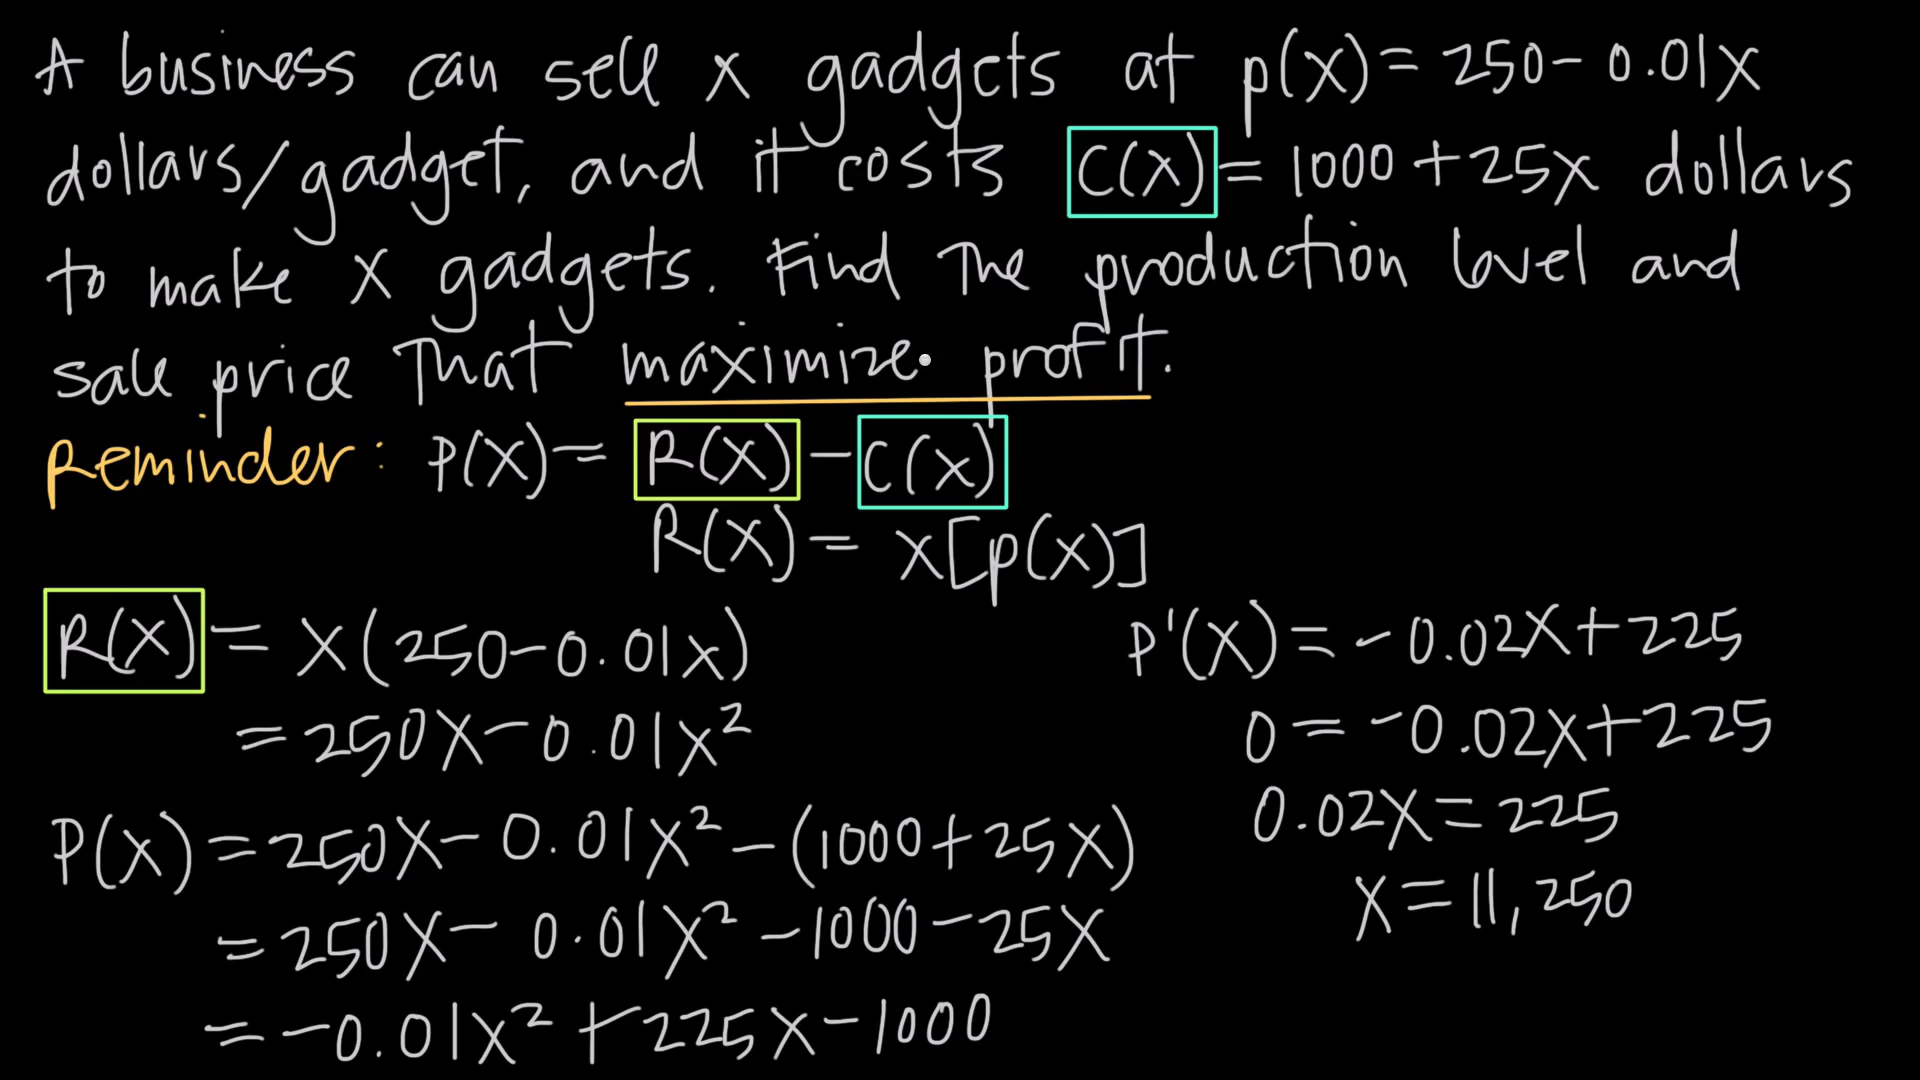 A business can sell x gadgets at p(x) = 250 - 0.01x
dollars/gadget, and it costs C(x) = 1000 + 25x dollars
to make x gadgets. Find the production level and
sale price that maximize profit.
Reminder: P(x) = R(x) - C(x)
R(x) = x[p(x)]
R(x) = x(250 - 0.01x)
= 250x - 0.01x²
P(x) = 250x - 0.01x² - (1000 + 25x)
= 250x - 0.01x² - 1000 - 25x
= -0.01x² + 225x - 1000
P'(x) = -0.02x + 225
0 = -0.02x + 225
0.02x = 225
x = 11,250